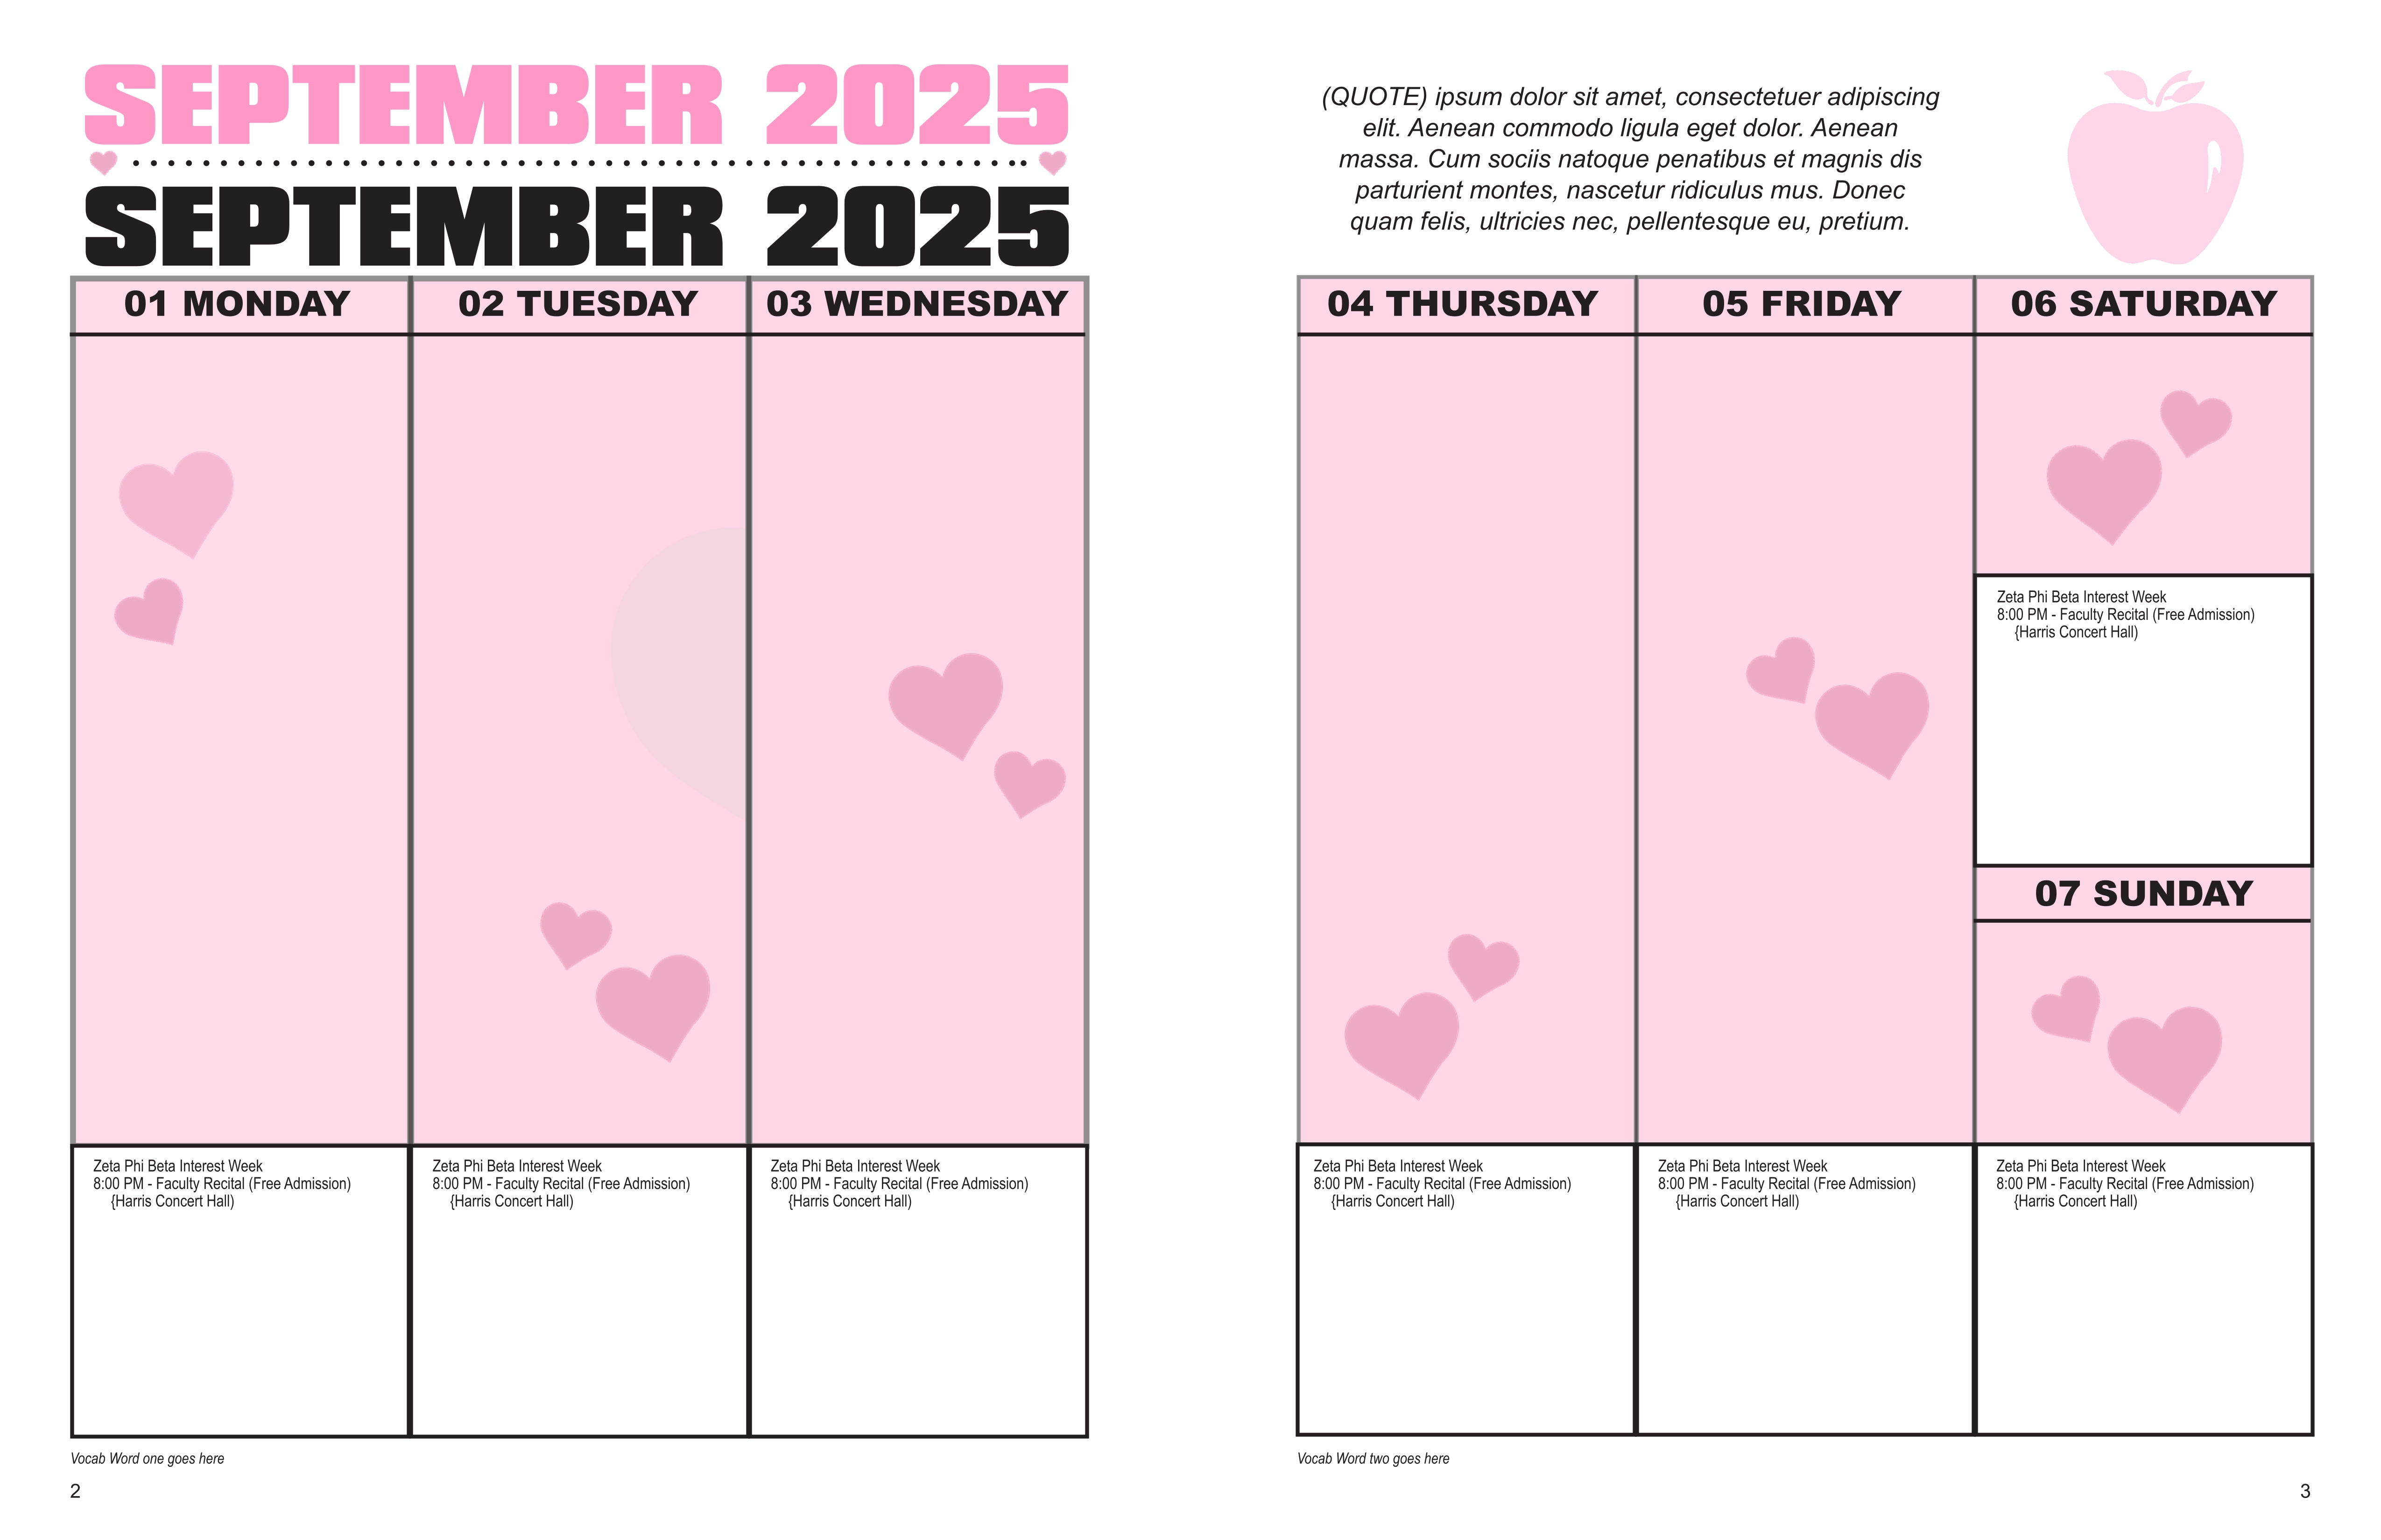 SEPTEMBER 2025
SEPTEMBER 2025
01 MONDAY
02 TUESDAY
03 WEDNESDAY
Zeta Phi Beta Interest Week
8:00 PM - Faculty Recital (Free Admission)
{Harris Concert Hall)
Zeta Phi Beta Interest Week
8:00 PM - Faculty Recital (Free Admission)
{Harris Concert Hall)
Zeta Phi Beta Interest Week
8:00 PM - Faculty Recital (Free Admission)
{Harris Concert Hall)
Vocab Word one goes here
2
(QUOTE) ipsum dolor sit amet, consectetuer adipiscing
elit. Aenean commodo ligula eget dolor. Aenean
massa. Cum sociis natoque penatibus et magnis dis
parturient montes, nascetur ridiculus mus. Donec
quam felis, ultricies nec, pellentesque eu, pretium.
04 THURSDAY
05 FRIDAY
06 SATURDAY
Zeta Phi Beta Interest Week
8:00 PM - Faculty Recital (Free Admission)
{Harris Concert Hall)
07 SUNDAY
Zeta Phi Beta Interest Week
8:00 PM - Faculty Recital (Free Admission)
{Harris Concert Hall)
Zeta Phi Beta Interest Week
8:00 PM - Faculty Recital (Free Admission)
{Harris Concert Hall)
Zeta Phi Beta Interest Week
8:00 PM - Faculty Recital (Free Admission)
{Harris Concert Hall)
Vocab Word two goes here
3